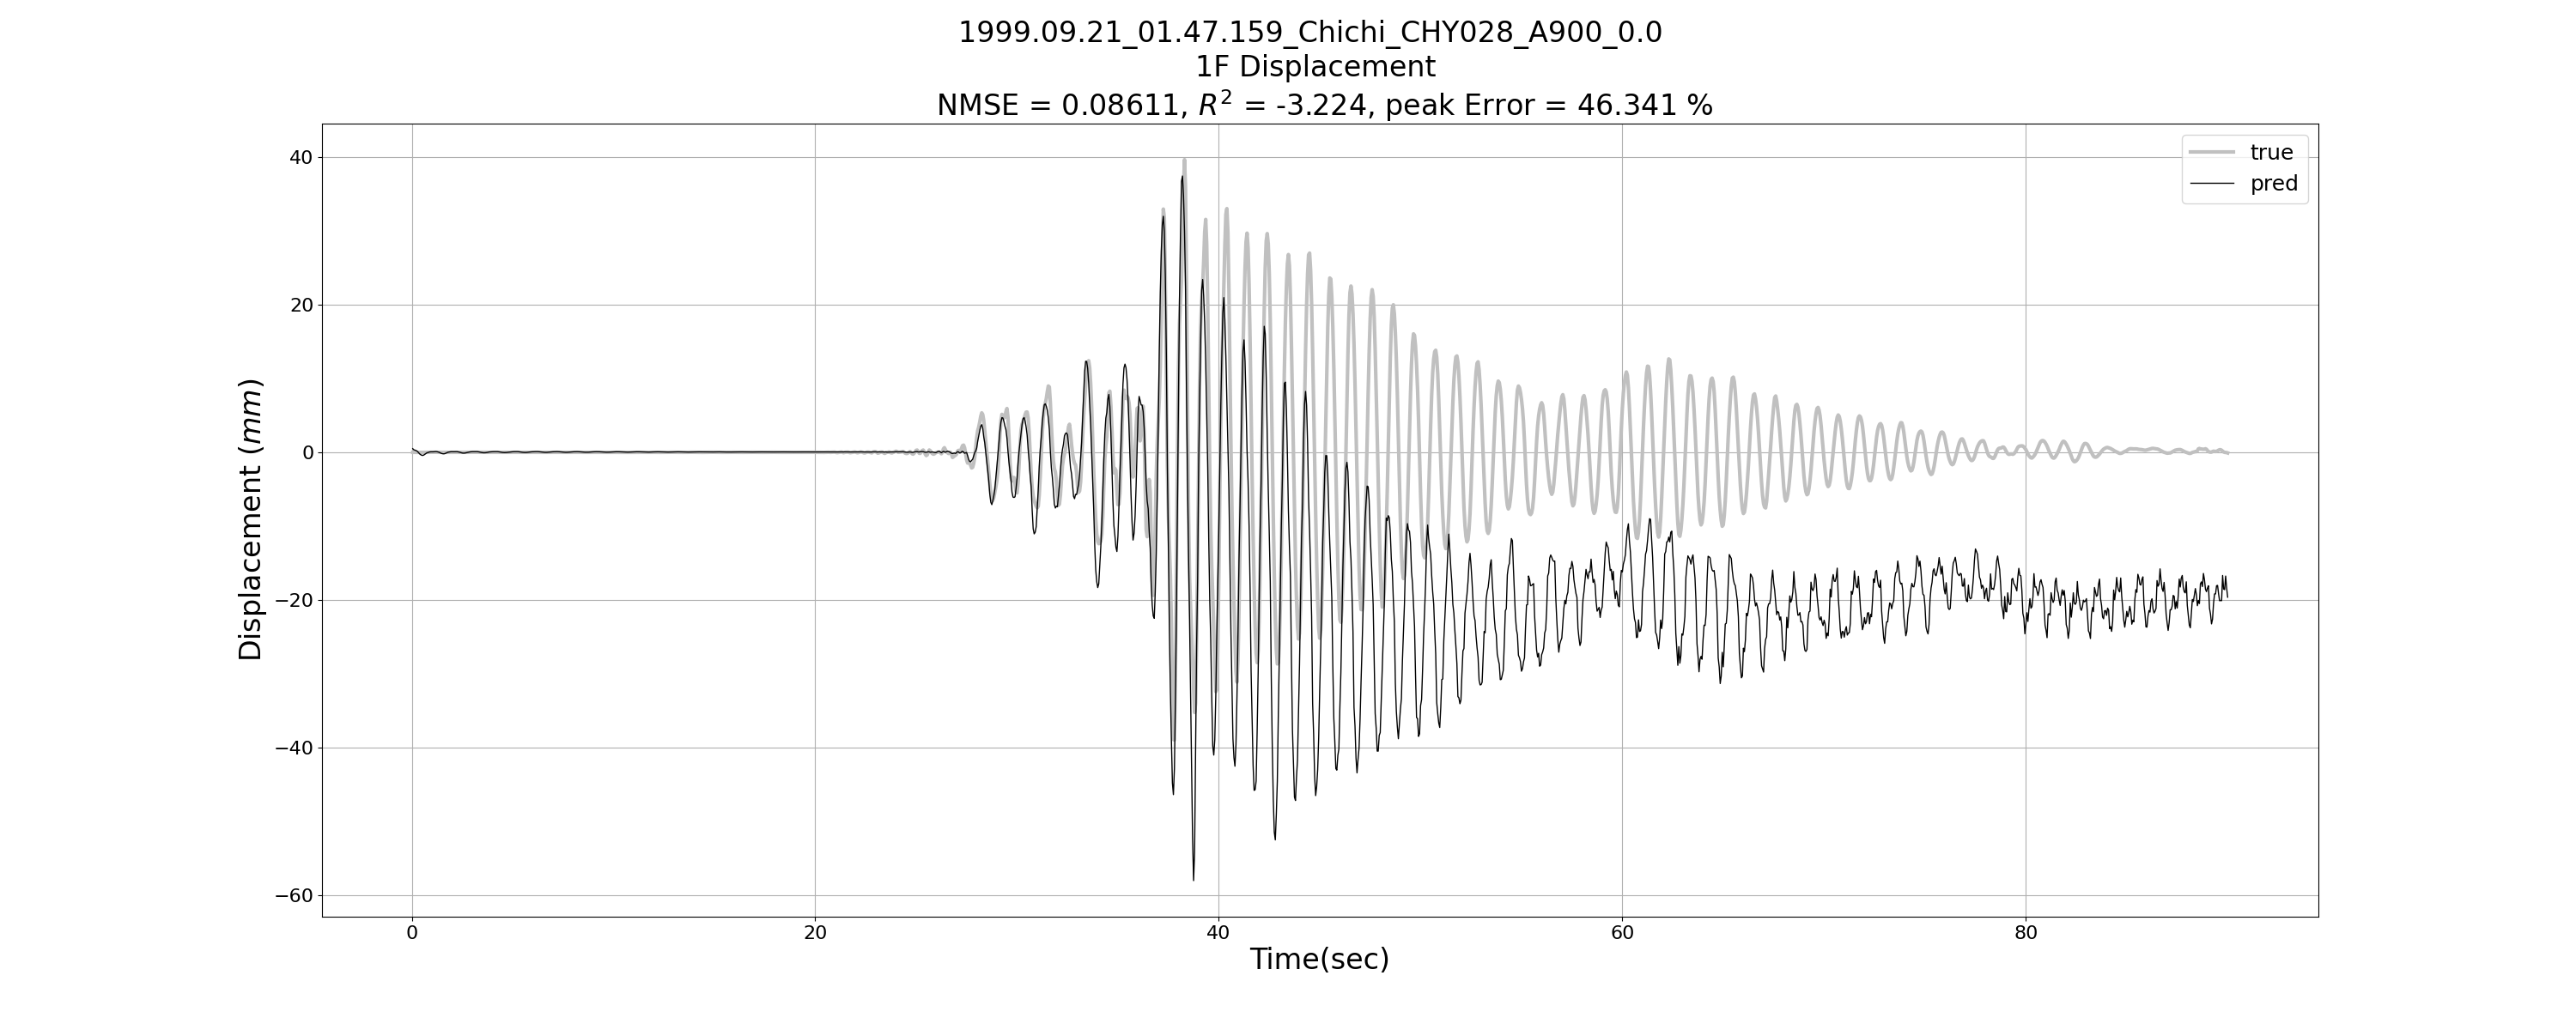 1999.09.21_01.47.159_Chichi_CHY028_A900_0.0
1F Displacement
NMSE = 0.08611, R² = -3.224, peak Error = 46.341 %
true
pred
40
20
0
−20
−40
−60
Displacement (mm)
0 20 40 60 80
Time(sec)